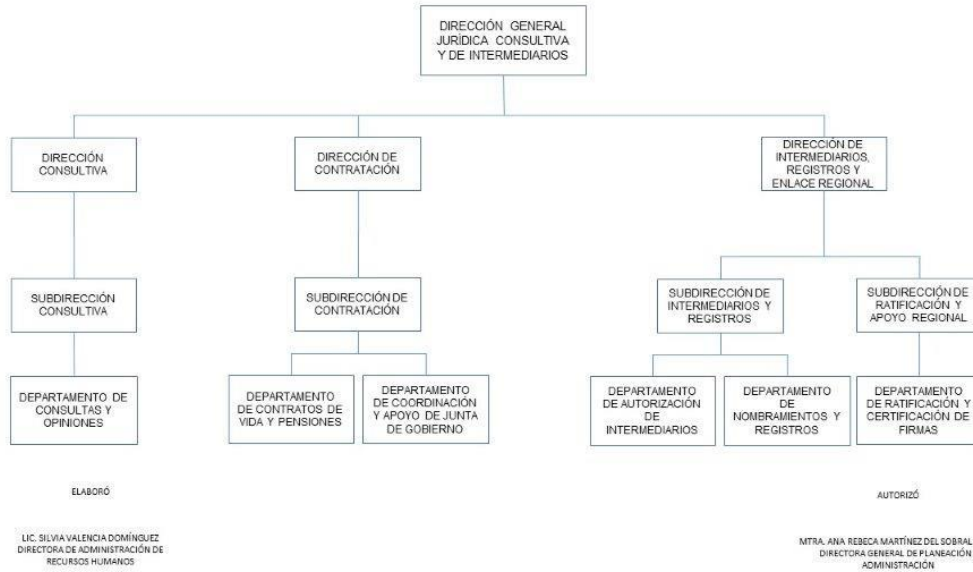 DIRECCIÓN GENERAL
JURÍDICA CONSULTIVA
Y DE INTERMEDIARIOS
DIRECCIÓN
CONSULTIVA
DIRECCIÓN DE
CONTRATACIÓN
DIRECCIÓN DE
INTERMEDIARIOS,
REGISTROS Y
ENLACE REGIONAL
SUBDIRECCIÓN
CONSULTIVA
SUBDIRECCIÓN DE
CONTRATACIÓN
SUBDIRECCIÓN DE
INTERMEDIARIOS Y
REGISTROS
SUBDIRECCIÓN DE
RATIFICACIÓN Y
APOYO REGIONAL
DEPARTAMENTO DE
CONSULTAS Y
OPINIONES
DEPARTAMENTO
DE CONTRATOS DE
VIDA Y PENSIONES
DEPARTAMENTO
DE COORDINACIÓN
Y APOYO DE JUNTA
DE GOBIERNO
DEPARTAMENTO
DE AUTORIZACIÓN
DE
INTERMEDIARIOS
DEPARTAMENTO
DE
NOMBRAMIENTOS Y
REGISTROS
DEPARTAMENTO
DE RATIFICACIÓN Y
CERTIFICACIÓN DE
FIRMAS
ELABORÓ
LIC. SILVIA VALENCIA DOMÍNGUEZ
DIRECTORA DE ADMINISTRACIÓN DE
RECURSOS HUMANOS
AUTORIZÓ
MTRA. ANA REBECA MARTÍNEZ DEL SOBRAL
DIRECTORA GENERAL DE PLANEACIÓN
ADMINISTRACIÓN